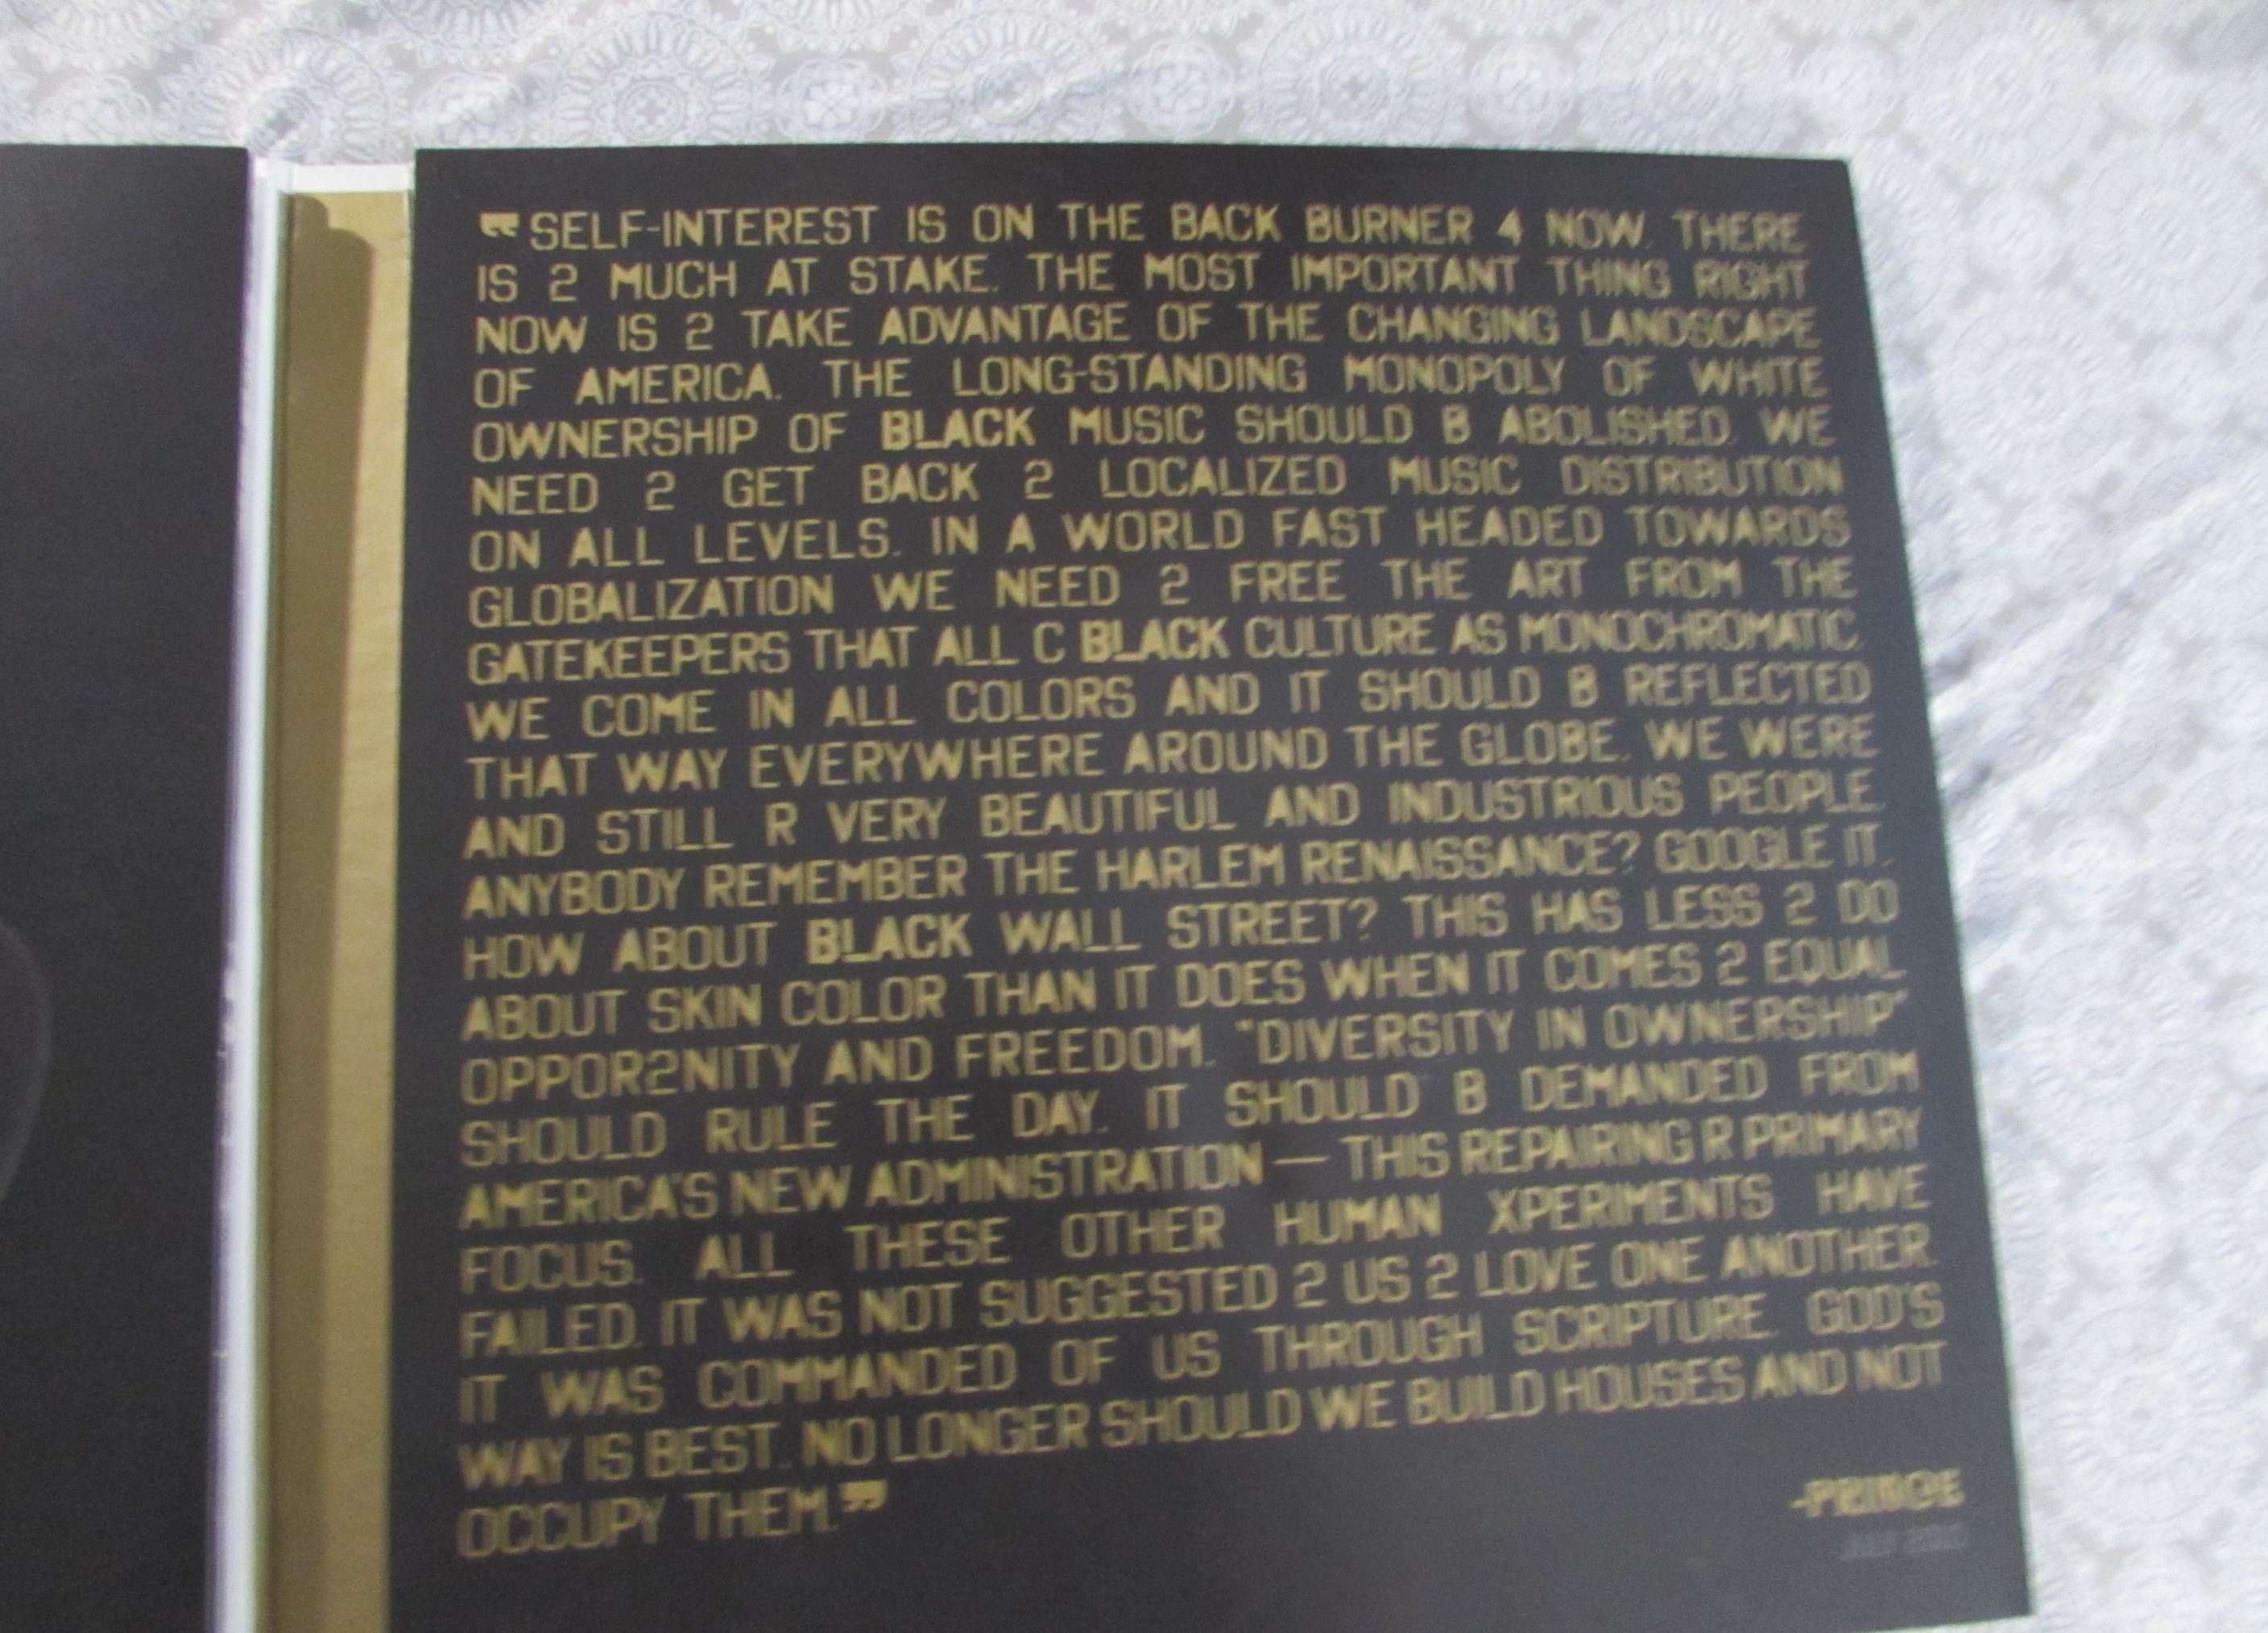 "SELF-INTEREST IS ON THE BACK BURNER 4 NOW. THERE
IS 2 MUCH AT STAKE. THE MOST IMPORTANT THING RIGHT
NOW IS 2 TAKE ADVANTAGE OF THE CHANGING LANDSCAPE
OF AMERICA. THE LONG-STANDING MONOPOLY OF WHITE
OWNERSHIP OF BLACK MUSIC SHOULD B ABOLISHED. WE
NEED 2 GET BACK 2 LOCALIZED MUSIC DISTRIBUTION
ON ALL LEVELS. IN A WORLD FAST HEADED TOWARDS
GLOBALIZATION WE NEED 2 FREE THE ART FROM THE
GATEKEEPERS THAT ALL C BLACK CULTURE AS MONOCHROMATIC.
WE COME IN ALL COLORS AND IT SHOULD B REFLECTED
THAT WAY EVERYWHERE AROUND THE GLOBE. WE WERE
AND STILL R VERY BEAUTIFUL AND INDUSTRIOUS PEOPLE.
ANYBODY REMEMBER THE HARLEM RENAISSANCE? GOOGLE IT.
HOW ABOUT BLACK WALL STREET? THIS HAS LESS 2 DO
ABOUT SKIN COLOR THAN IT DOES WHEN IT COMES 2 EQUAL
OPPOR2NITY AND FREEDOM. "DIVERSITY IN OWNERSHIP"
SHOULD RULE THE DAY. IT SHOULD B DEMANDED FROM
AMERICA'S NEW ADMINISTRATION — THIS REPAIRING R PRIMARY
FOCUS. ALL THESE OTHER HUMAN XPERIMENTS HAVE
FAILED. IT WAS NOT SUGGESTED 2 US 2 LOVE ONE ANOTHER.
IT WAS COMMANDED OF US THROUGH SCRIPTURE. GOD'S
WAY IS BEST. NO LONGER SHOULD WE BUILD HOUSES AND NOT
OCCUPY THEM."
-PRINCE
JULY